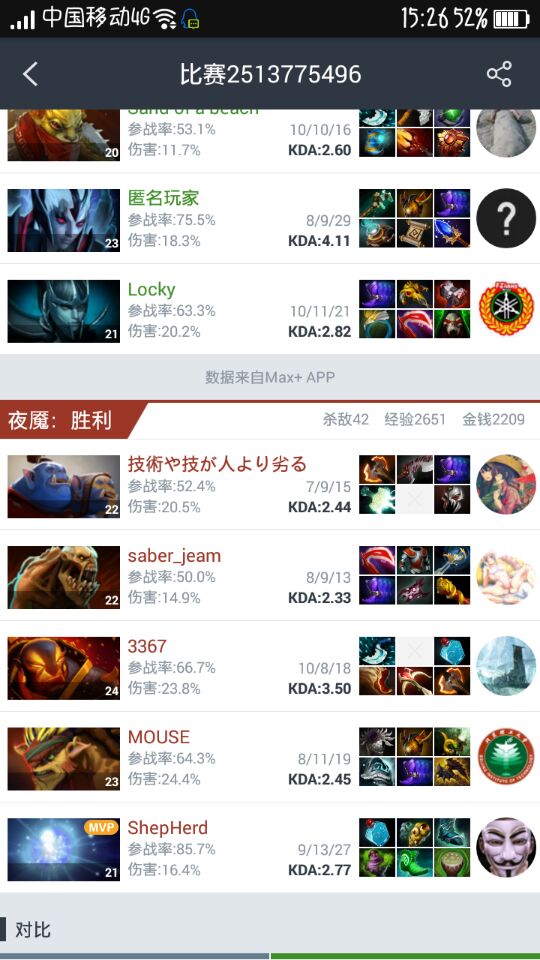 中国移动4G 15:26 52%
比赛2513775496
Sand of a beach
参战率:53.1% 10/10/16
20 伤害:11.7% KDA:2.60
匿名玩家
参战率:75.5% 8/9/29
23 伤害:18.3% KDA:4.11
?
Locky
参战率:63.3% 10/11/21
21 伤害:20.2% KDA:2.82
数据来自Max+ APP
夜魇：胜利 杀敌42 经验2651 金钱2209
技術や技が人より劣る
参战率:52.4% 7/9/15
22 伤害:20.5% KDA:2.44
saber_jeam
参战率:50.0% 8/9/13
22 伤害:14.9% KDA:2.33
3367
参战率:66.7% 10/8/18
24 伤害:23.8% KDA:3.50
MOUSE
参战率:64.3% 8/11/19
23 伤害:24.4% KDA:2.45
MVP ShepHerd
参战率:85.7% 9/13/27
21 伤害:16.4% KDA:2.77
对比